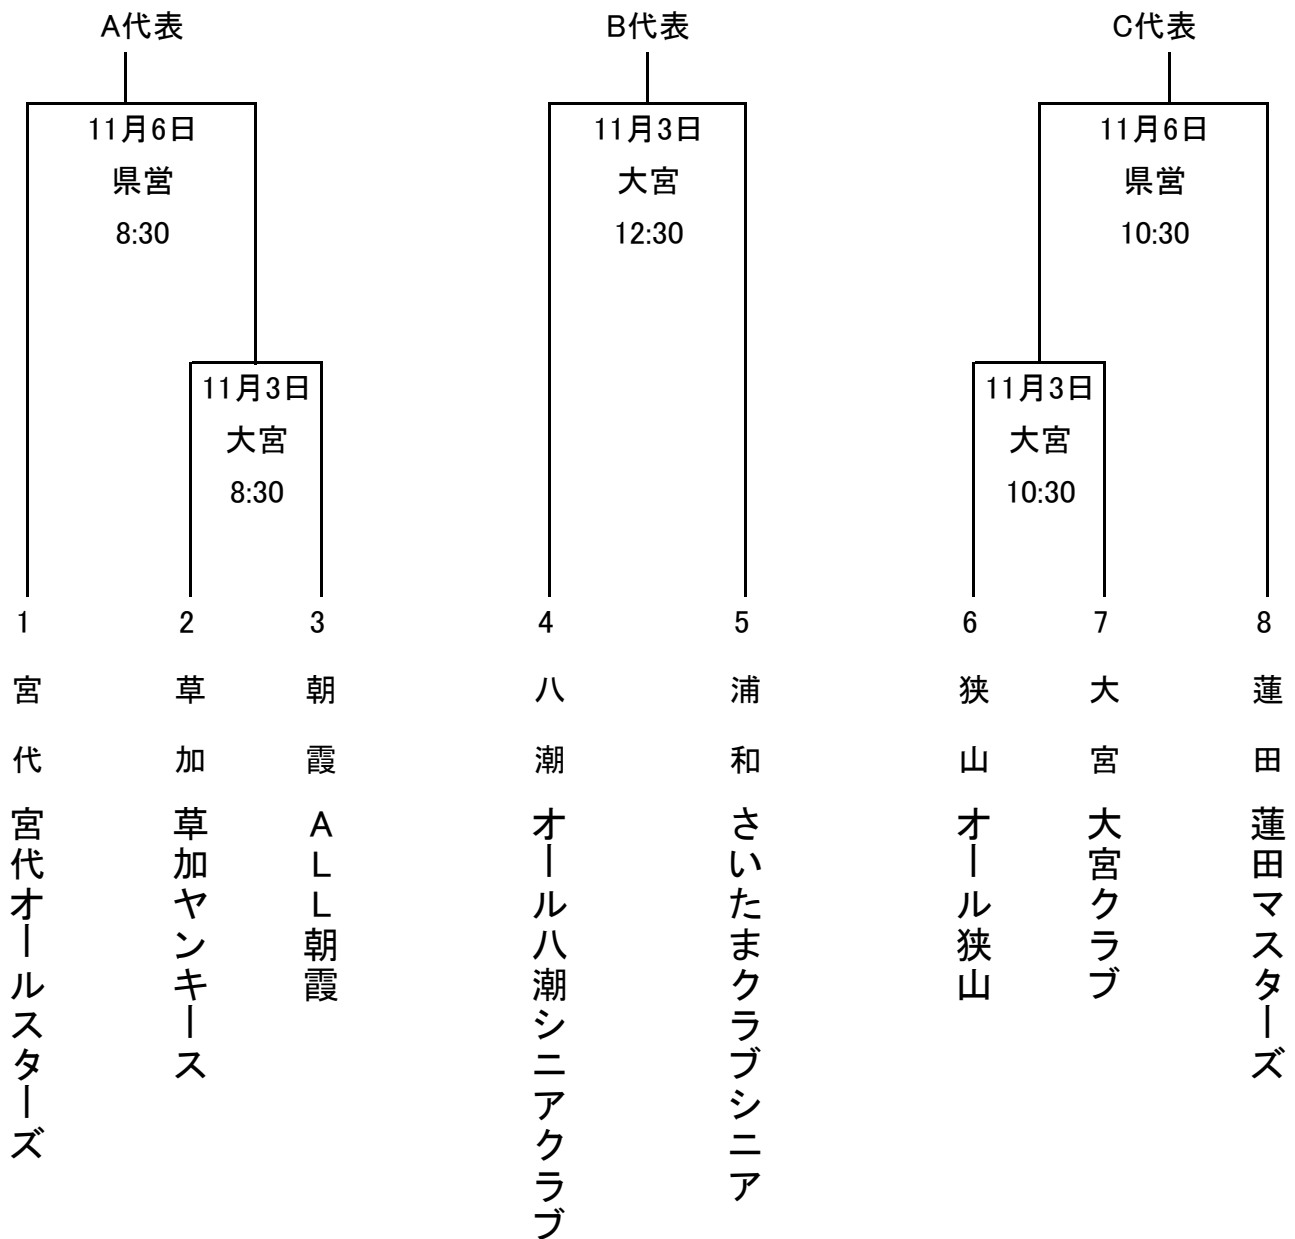 A代表
B代表
C代表
11月6日
県営
8:30
11月3日
大宮
12:30
11月6日
県営
10:30
11月3日
大宮
8:30
11月3日
大宮
10:30
1
2
3
4
5
6
7
8
宮代
草加
朝霞
八潮
浦和
狭山
大宮
蓮田
宮代オールスターズ
草加ヤンキース
ALL朝霞
オール八潮シニアクラブ
さいたまクラブシニア
オール狭山
大宮クラブ
蓮田マスターズ